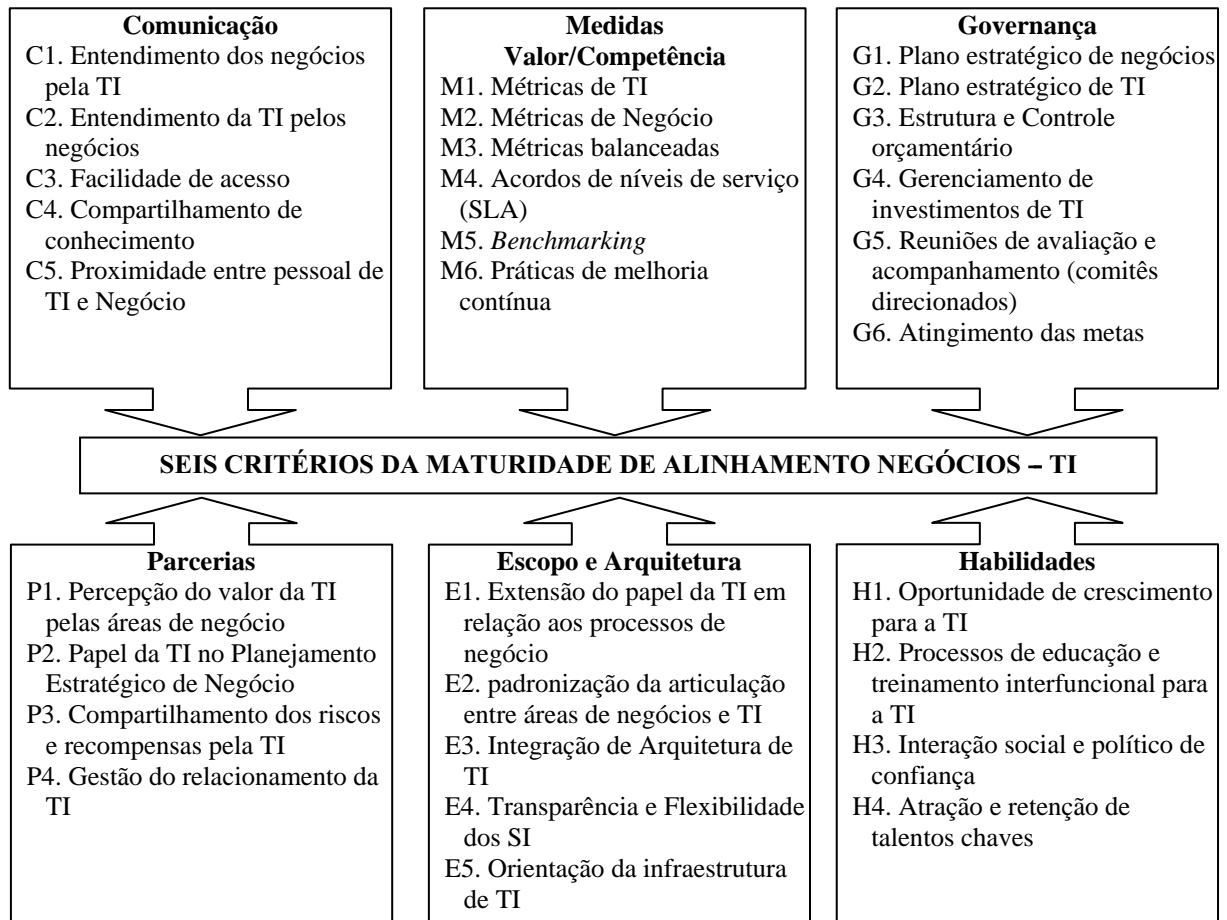 Comunicação
C1. Entendimento dos negócios
pela TI
C2. Entendimento da TI pelos
negócios
C3. Facilidade de acesso
C4. Compartilhamento de
conhecimento
C5. Proximidade entre pessoal de
TI e Negócio
Medidas
Valor/Competência
M1. Métricas de TI
M2. Métricas de Negócio
M3. Métricas balanceadas
M4. Acordos de níveis de serviço
(SLA)
M5. Benchmarking
M6. Práticas de melhoria
contínua
Governança
G1. Plano estratégico de negócios
G2. Plano estratégico de TI
G3. Estrutura e Controle
orçamentário
G4. Gerenciamento de
investimentos de TI
G5. Reuniões de avaliação e
acompanhamento (comitês
direcionados)
G6. Atingimento das metas
SEIS CRITÉRIOS DA MATURIDADE DE ALINHAMENTO NEGÓCIOS – TI
Parcerias
P1. Percepção do valor da TI
pelas áreas de negócio
P2. Papel da TI no Planejamento
Estratégico de Negócio
P3. Compartilhamento dos riscos
e recompensas pela TI
P4. Gestão do relacionamento da
TI
Escopo e Arquitetura
E1. Extensão do papel da TI em
relação aos processos de
negócio
E2. padronização da articulação
entre áreas de negócios e TI
E3. Integração de Arquitetura de
TI
E4. Transparência e Flexibilidade
dos SI
E5. Orientação da infraestrutura
de TI
Habilidades
H1. Oportunidade de crescimento
para a TI
H2. Processos de educação e
treinamento interfuncional para
a TI
H3. Interação social e político de
confiança
H4. Atração e retenção de
talentos chaves